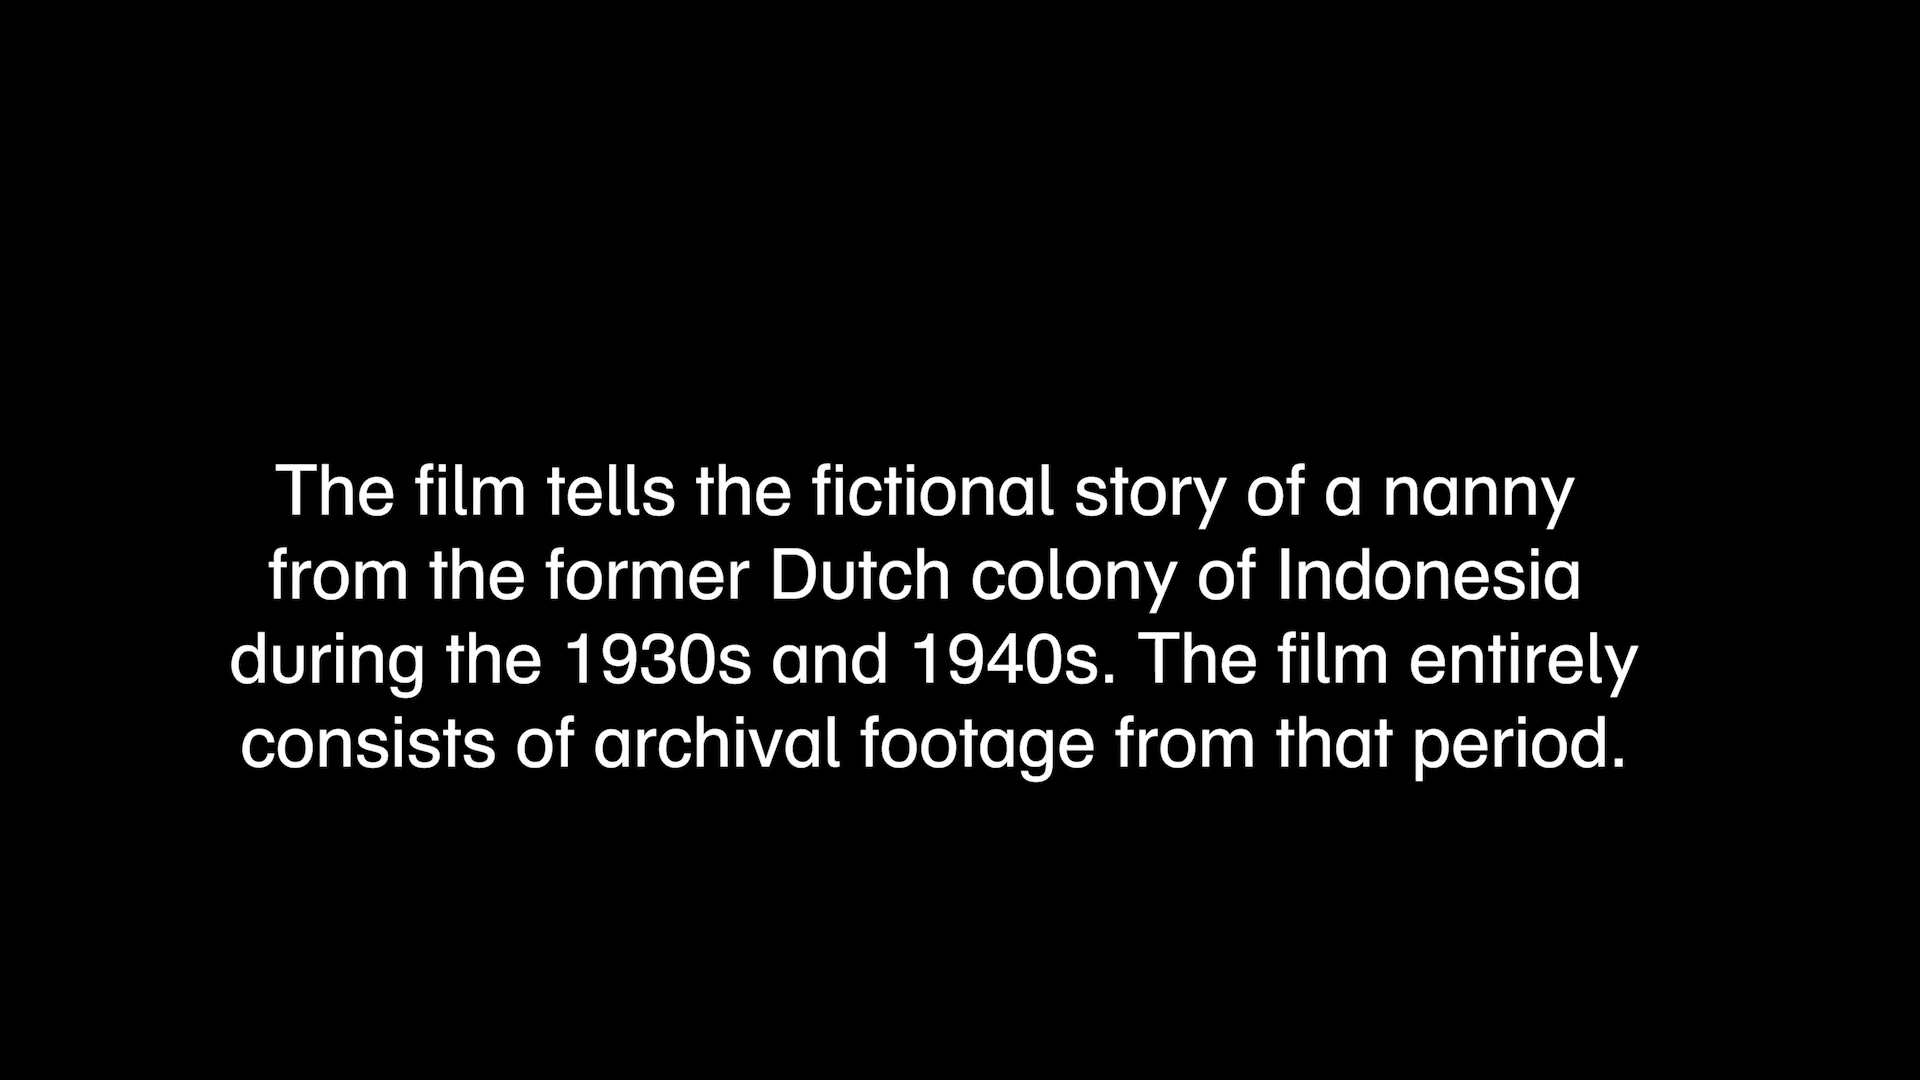 The film tells the fictional story of a nanny
from the former Dutch colony of Indonesia
during the 1930s and 1940s. The film entirely
consists of archival footage from that period.